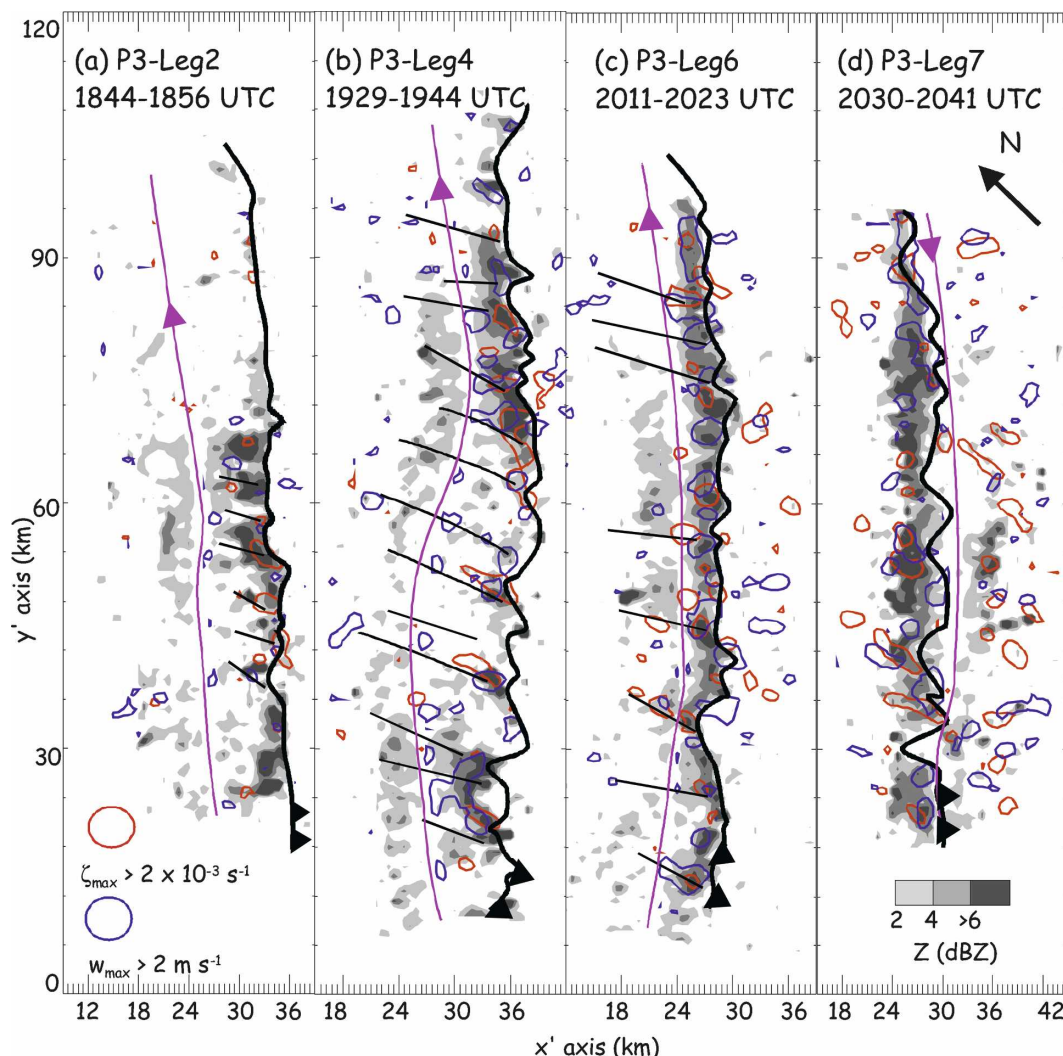 120
90
60
30
0
y' axis (km)
(a) P3-Leg2
1844-1856 UTC
(b) P3-Leg4
1929-1944 UTC
(c) P3-Leg6
2011-2023 UTC
(d) P3-Leg7
2030-2041 UTC
N
ζmax > 2 x 10⁻³ s⁻¹
wmax > 2 m s⁻¹
2 4 >6
Z (dBZ)
12 18 24 30 36
18 24 30 36
18 24 30 36
18 24 30 36 42
x' axis (km)